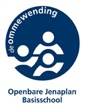 de ommewending
Openbare Jenaplan
Basisschool